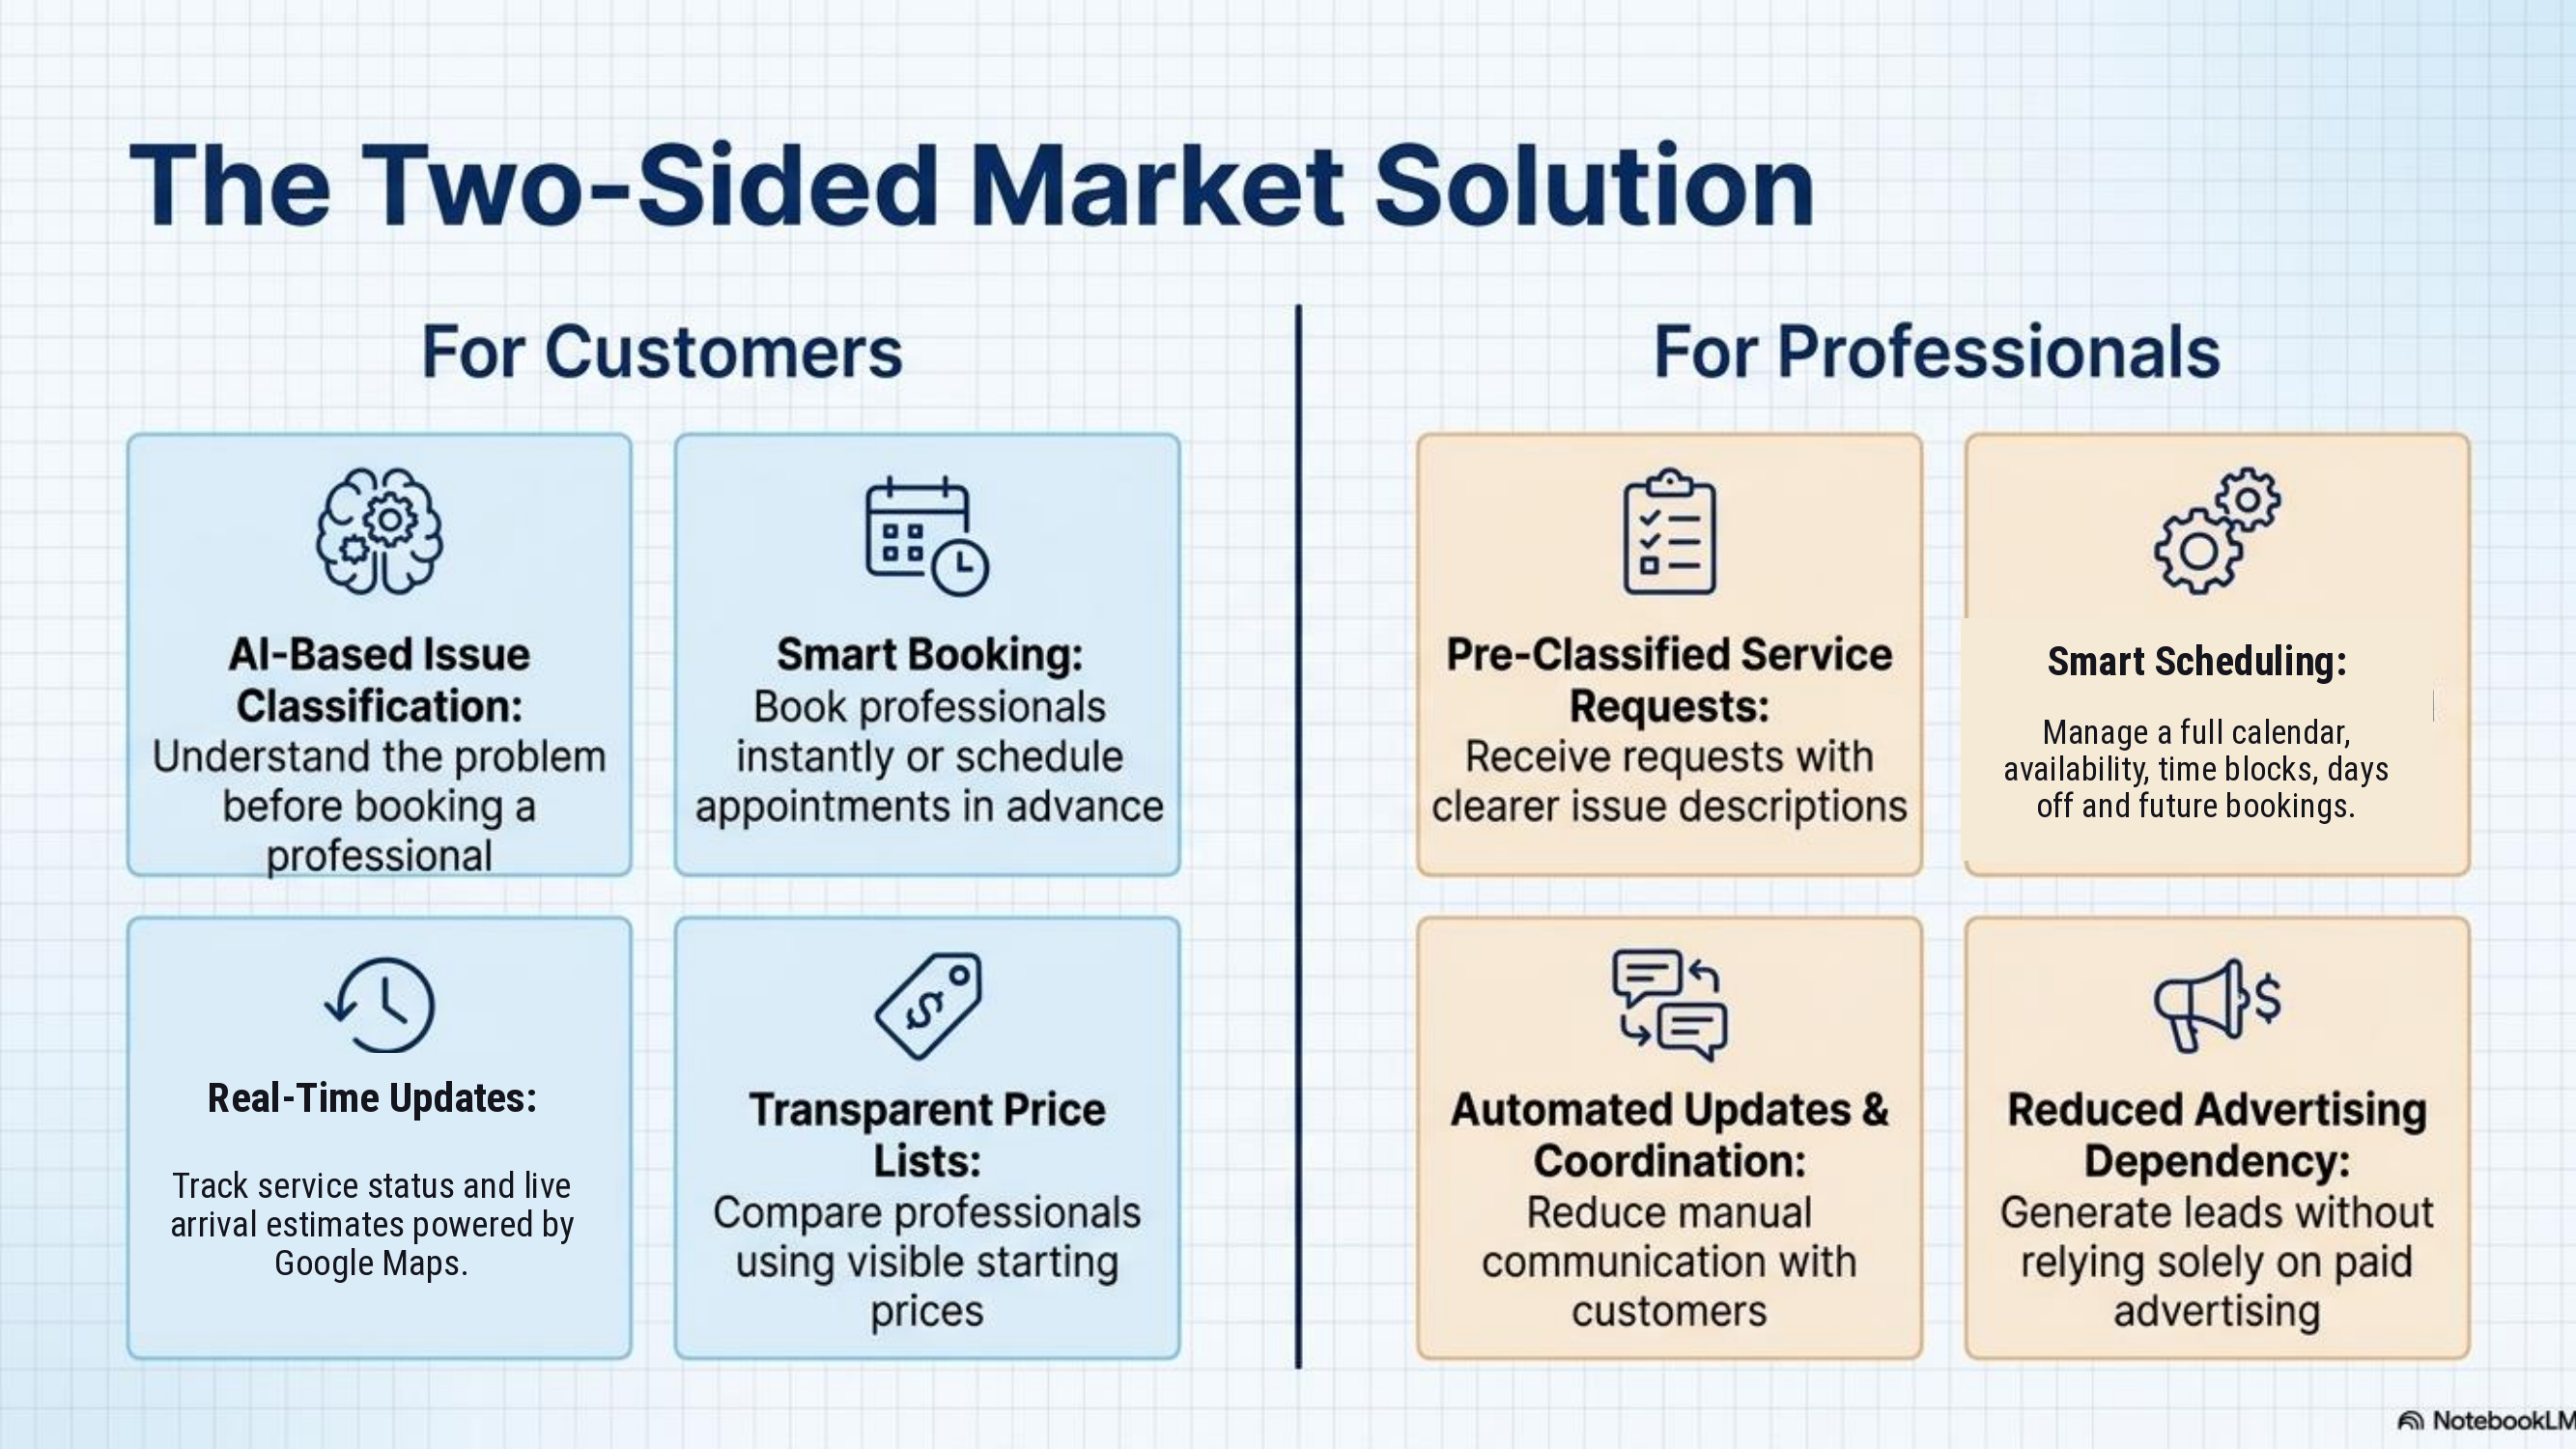 The Two-Sided Market Solution
For Customers
AI-Based Issue
Classification:
Understand the problem
before booking a
professional
Smart Booking:
Book professionals
instantly or schedule
appointments in advance
Real-Time Updates:
Track service status and live
arrival estimates powered by
Google Maps.
$
Transparent Price
Lists:
Compare professionals
using visible starting
prices
For Professionals
Pre-Classified Service
Requests:
Receive requests with
clearer issue descriptions
Smart Scheduling:
Manage a full calendar,
availability, time blocks, days
off and future bookings.
Automated Updates &
Coordination:
Reduce manual
communication with
customers
$
Reduced Advertising
Dependency:
Generate leads without
relying solely on paid
advertising
NotebookLM